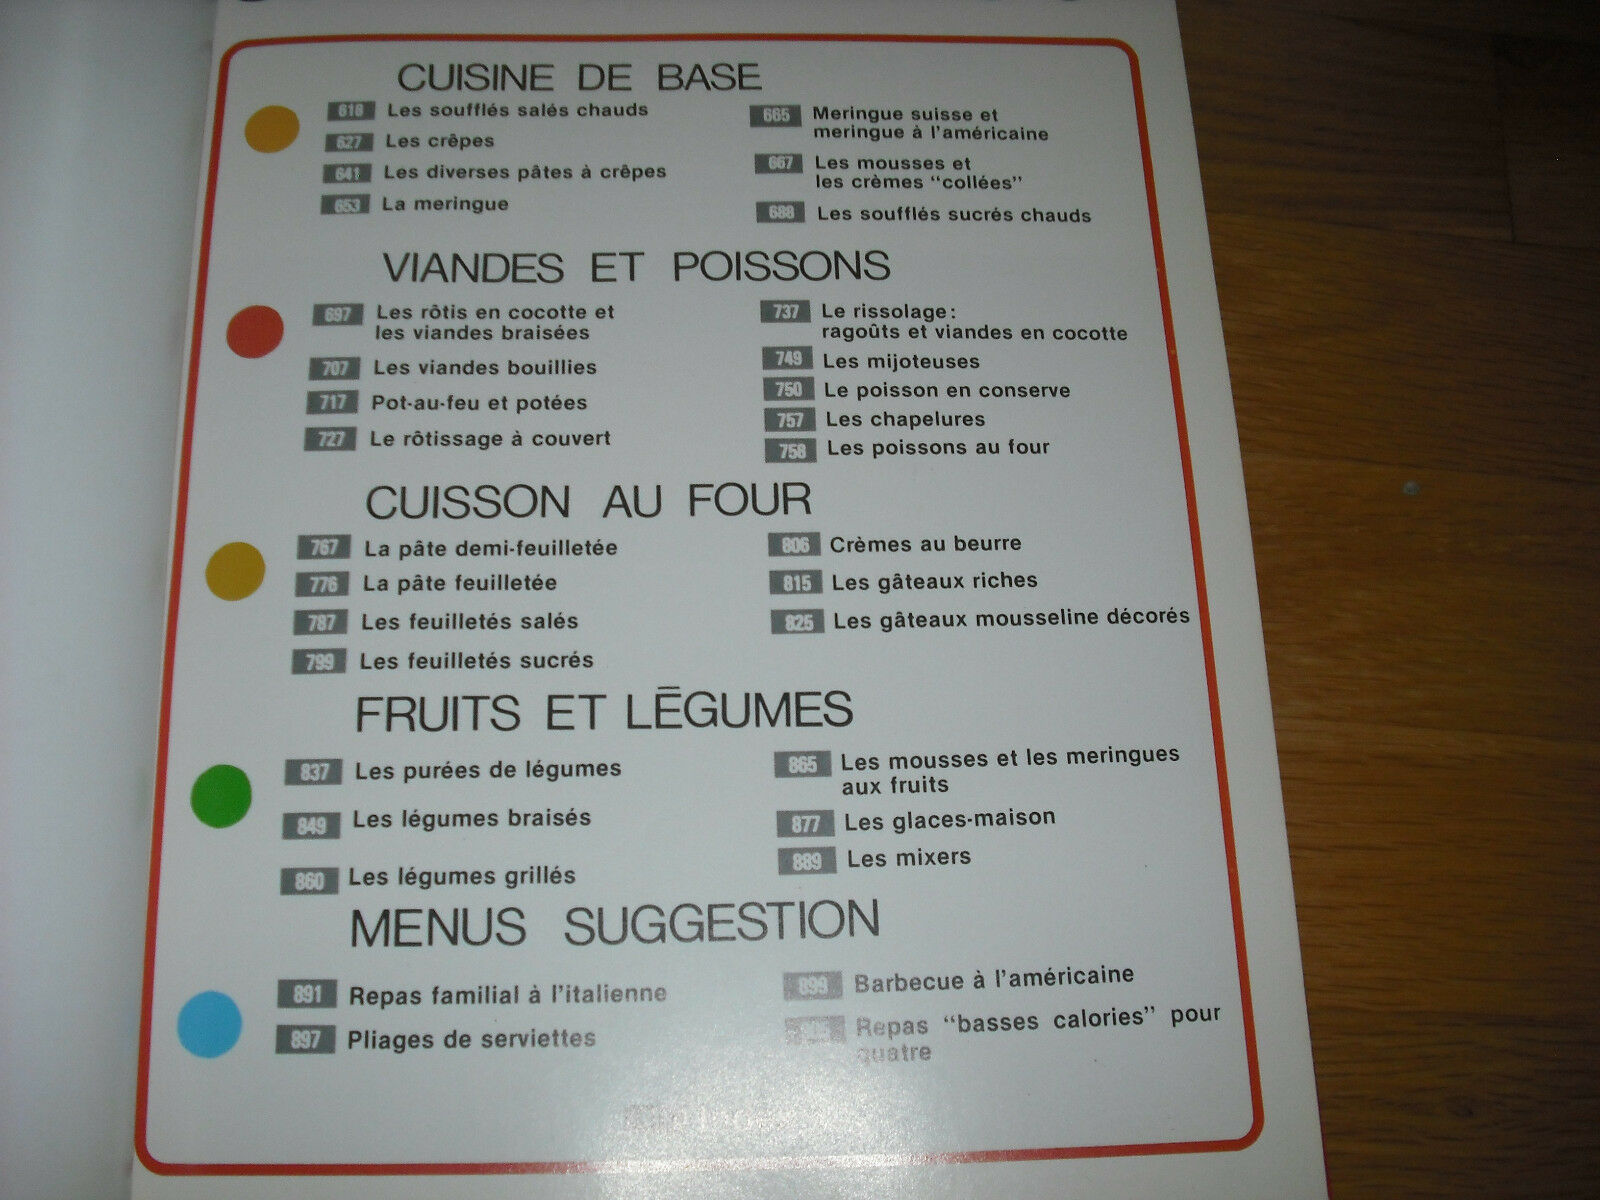 CUISINE DE BASE
618 Les soufflés salés chauds
627 Les crêpes
641 Les diverses pâtes à crêpes
653 La meringue
665 Meringue suisse et
meringue à l'américaine
667 Les mousses et
les crèmes "collées"
688 Les soufflés sucrés chauds
VIANDES ET POISSONS
697 Les rôtis en cocotte et
les viandes braisées
707 Les viandes bouillies
717 Pot-au-feu et potées
727 Le rôtissage à couvert
737 Le rissolage:
ragoûts et viandes en cocotte
749 Les mijoteuses
750 Le poisson en conserve
757 Les chapelures
758 Les poissons au four
CUISSON AU FOUR
767 La pâte demi-feuilletée
776 La pâte feuilletée
787 Les feuilletés salés
799 Les feuilletés sucrés
806 Crèmes au beurre
815 Les gâteaux riches
825 Les gâteaux mousseline décorés
FRUITS ET LÉGUMES
837 Les purées de légumes
849 Les légumes braisés
860 Les légumes grillés
865 Les mousses et les meringues
aux fruits
877 Les glaces-maison
889 Les mixers
MENUS SUGGESTION
891 Repas familial à l'italienne
897 Pliages de serviettes
899 Barbecue à l'américaine
Repas "basses calories" pour
quatre